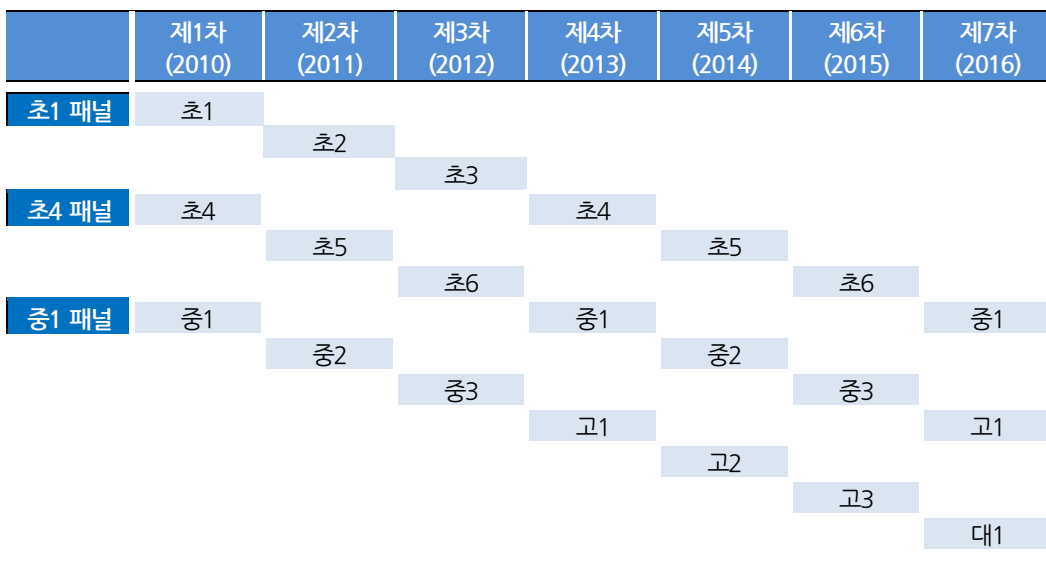 제1차 제2차 제3차 제4차 제5차 제6차 제7차
(2010) (2011) (2012) (2013) (2014) (2015) (2016)
초1 패널 초1
초2
초3
초4 패널 초4 초4
초5 초5
초6 초6
중1 패널 중1 중1 중1
중2 중2
중3 중3
고1 고1
고2
고3
대1